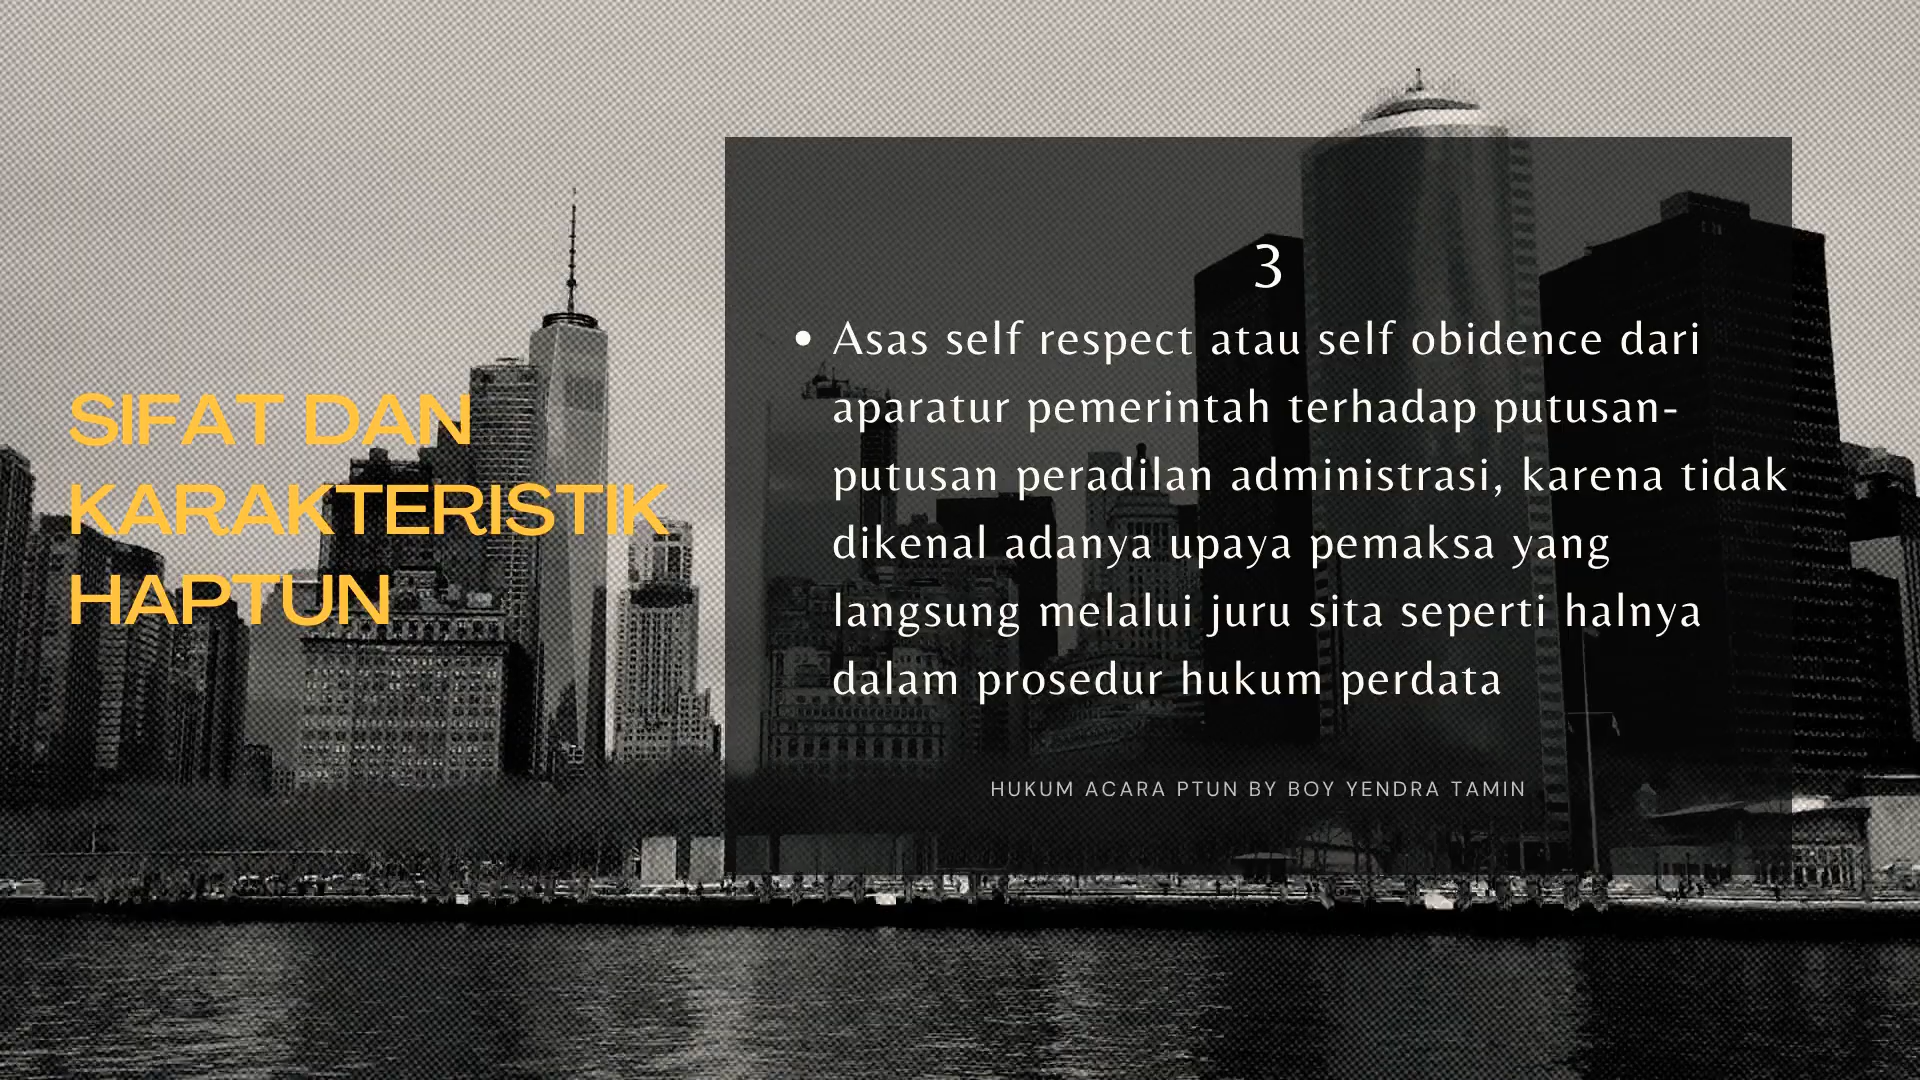 SIFAT DAN
KARAKTERISTIK
HAPTUN
3
• Asas self respect atau self obidence dari
aparatur pemerintah terhadap putusan-
putusan peradilan administrasi, karena tidak
dikenal adanya upaya pemaksa yang
langsung melalui juru sita seperti halnya
dalam prosedur hukum perdata
HUKUM ACARA PTUN BY BOY YENDRA TAMIN